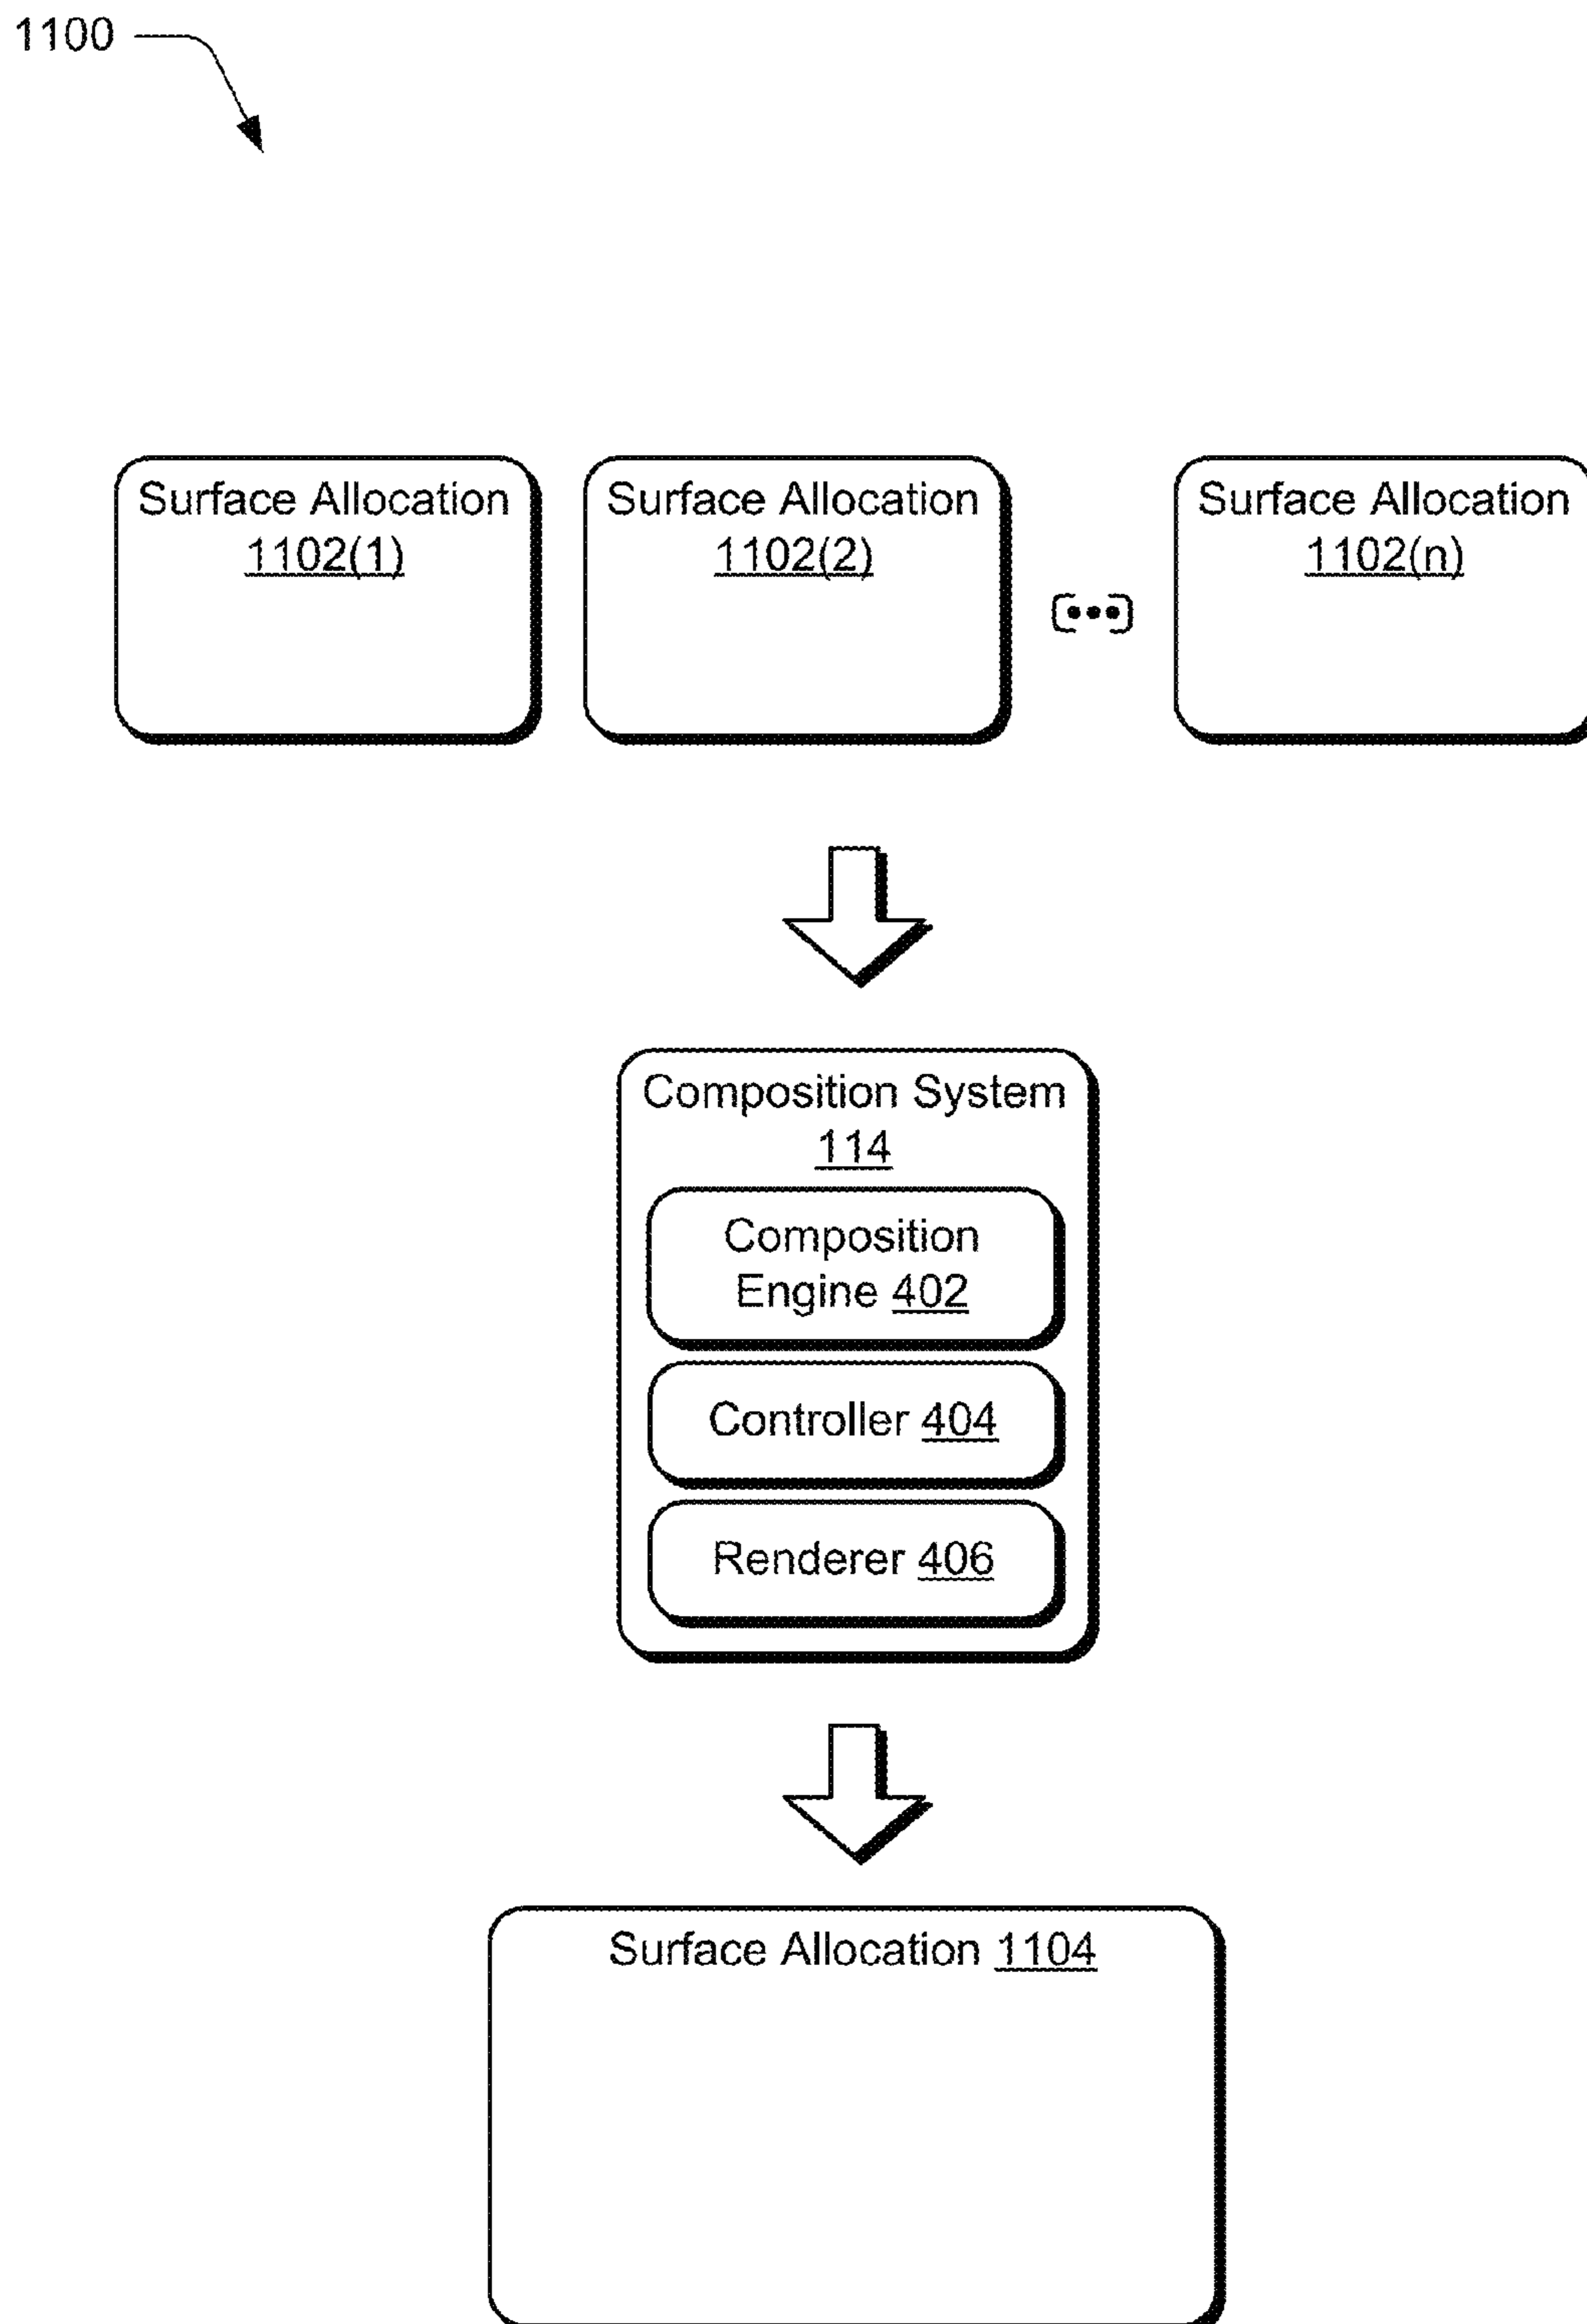 1100
Surface Allocation
1102(1)
Surface Allocation
1102(2)
[•••]
Surface Allocation
1102(n)
Composition System
114
Composition
Engine 402
Controller 404
Renderer 406
Surface Allocation 1104